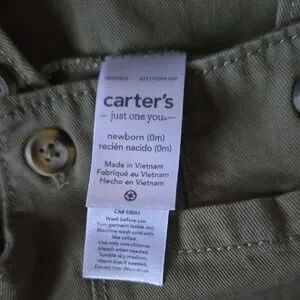 carter's
just one you.
newborn (0m)
recién nacido (0m)
Made in Vietnam
Fabriqué au Vietnam
Hecho en Vietnam
CA# 53051
Wash before use.
Turn garment inside out.
Machine wash cold with
like colors.
Use only non-chlorine
bleach when needed.
Tumble dry medium.
Warm iron if needed.
Do not iron decoration